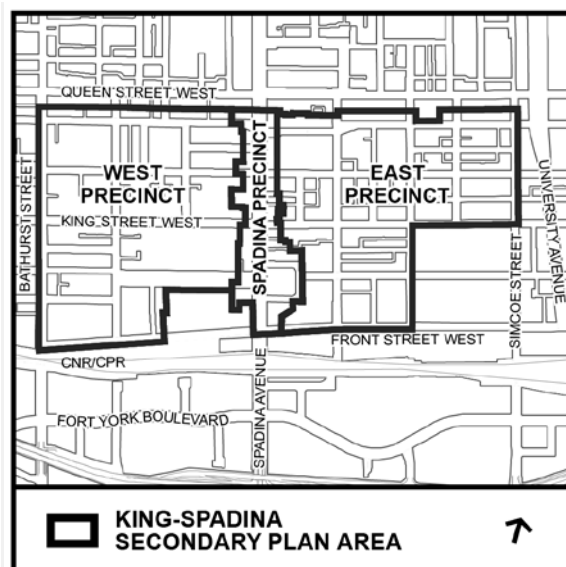 QUEEN STREET WEST
WEST
PRECINCT
SPADINA PRECINCT
EAST
PRECINCT
BATHURST STREET
KING STREET WEST
UNIVERSITY AVENUE
SIMCOE STREET
FRONT STREET WEST
CNR/CPR
SPADINA AVENUE
FORT YORK BOULEVARD
KING-SPADINA
SECONDARY PLAN AREA